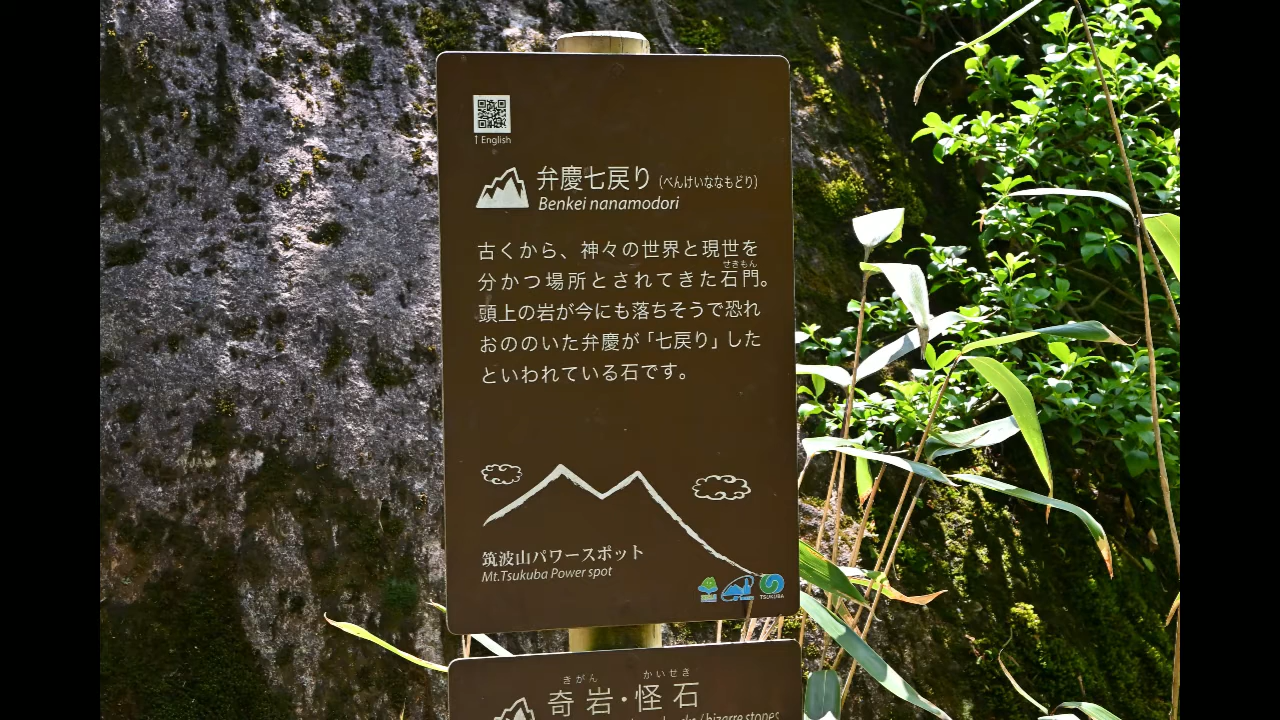 ↑English
弁慶七戻り (べんけいななもどり)
Benkei nanamodori
古くから、神々の世界と現世を
せきもん
分かつ場所とされてきた石門。
頭上の岩が今にも落ちそうで恐れ
おののいた弁慶が「七戻り」した
といわれている石です。
筑波山パワースポット
Mt.Tsukuba Power spot
TSUKUBA
きがん かいせき
奇岩・怪石
/ bizarre stones